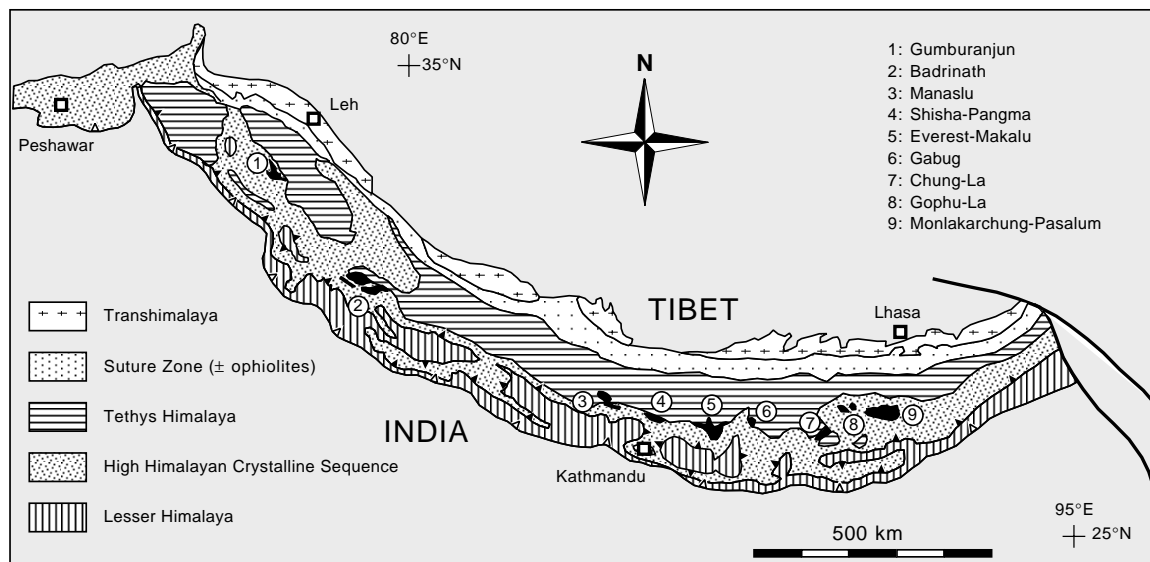 80°E
35°N
N
1: Gumburanjun
2: Badrinath
3: Manaslu
4: Shisha-Pangma
5: Everest-Makalu
6: Gabug
7: Chung-La
8: Gophu-La
9: Monlakarchung-Pasalum
Leh
Peshawar
1
2
TIBET
Lhasa
Transhimalaya
Suture Zone (± ophiolites)
Tethys Himalaya
High Himalayan Crystalline Sequence
Lesser Himalaya
INDIA
3
4
5
6
7
8
9
Kathmandu
500 km
95°E
25°N